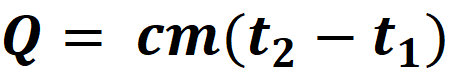 Q = cm(t₂ − t₁)